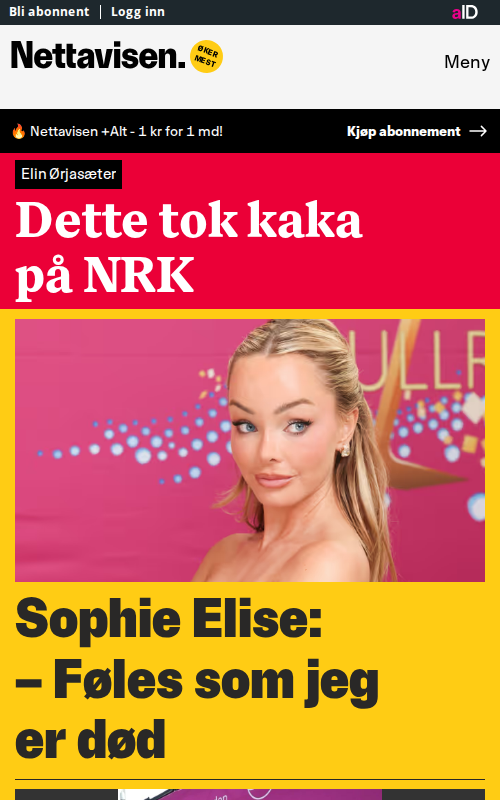 Bli abonnent
Logg inn
aID
Nettavisen.
ØKER
MEST
Meny
🔥 Nettavisen +Alt - 1 kr for 1 md!
Kjøp abonnement →
Elin Ørjasæter
Dette tok kaka
på NRK
ULLR
Sophie Elise:
– Føles som jeg
er død